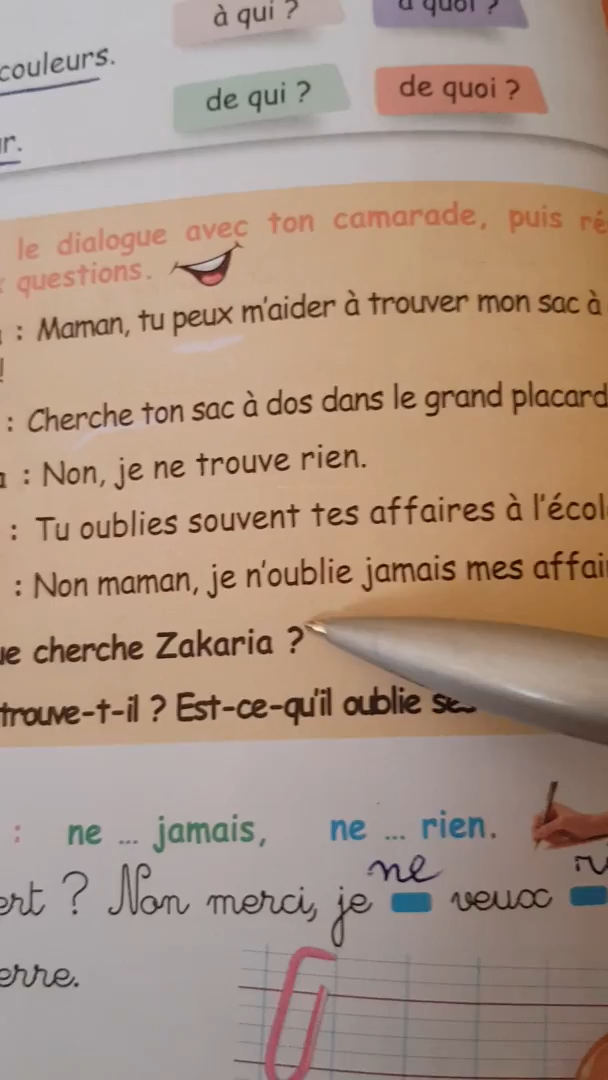 à qui ?
à quoi ?
couleurs.
de qui ?
de quoi ?
r.
le dialogue avec ton camarade, puis ré
questions.
: Maman, tu peux m'aider à trouver mon sac à
!
: Cherche ton sac à dos dans le grand placard
: Non, je ne trouve rien.
: Tu oublies souvent tes affaires à l'écol
: Non maman, je n'oublie jamais mes affai
ue cherche Zakaria ?
trouve-t-il ? Est-ce-qu'il oublie
: ne ... jamais, ne ... rien.
ne
ert ? Non merci, je veux
erre.